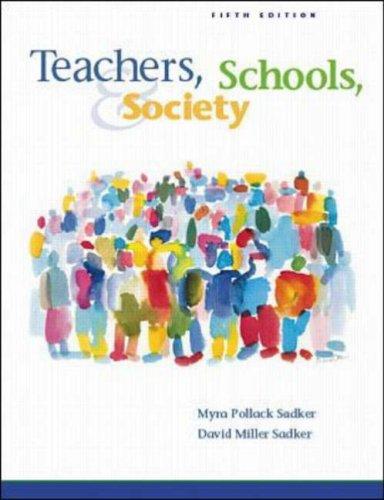 FIFTH EDITION
Teachers, Schools,
& Society
Myra Pollack Sadker
David Miller Sadker